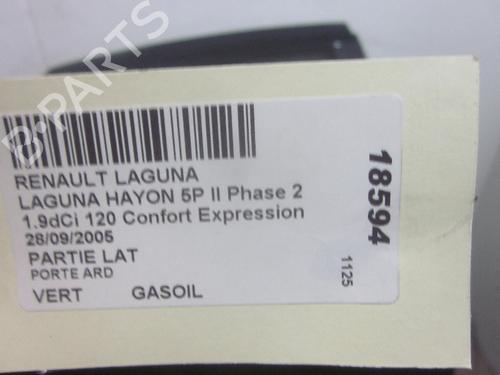 B-PARTS
RENAULT LAGUNA
LAGUNA HAYON 5P II Phase 2
1.9dCi 120 Confort Expression
28/09/2005
PARTIE LAT
PORTE ARD
VERT GASOIL
18594
1125